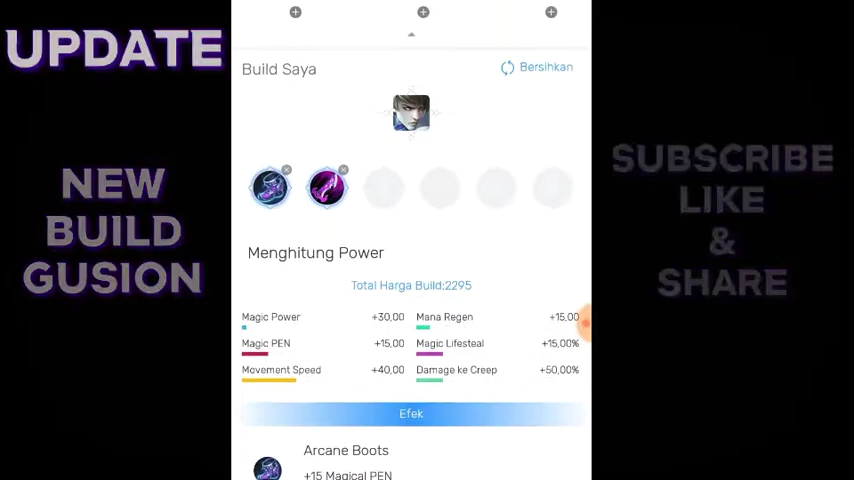 UPDATE
NEW
BUILD
GUSION
Build Saya
Bersihkan
Menghitung Power
Total Harga Build:2295
Magic Power +30,00 Mana Regen +15,00
Magic PEN +15,00 Magic Lifesteal +15,00%
Movement Speed +40,00 Damage ke Creep +50,00%
Efek
Arcane Boots
+15 Magical PEN
SUBSCRIBE
LIKE
&
SHARE